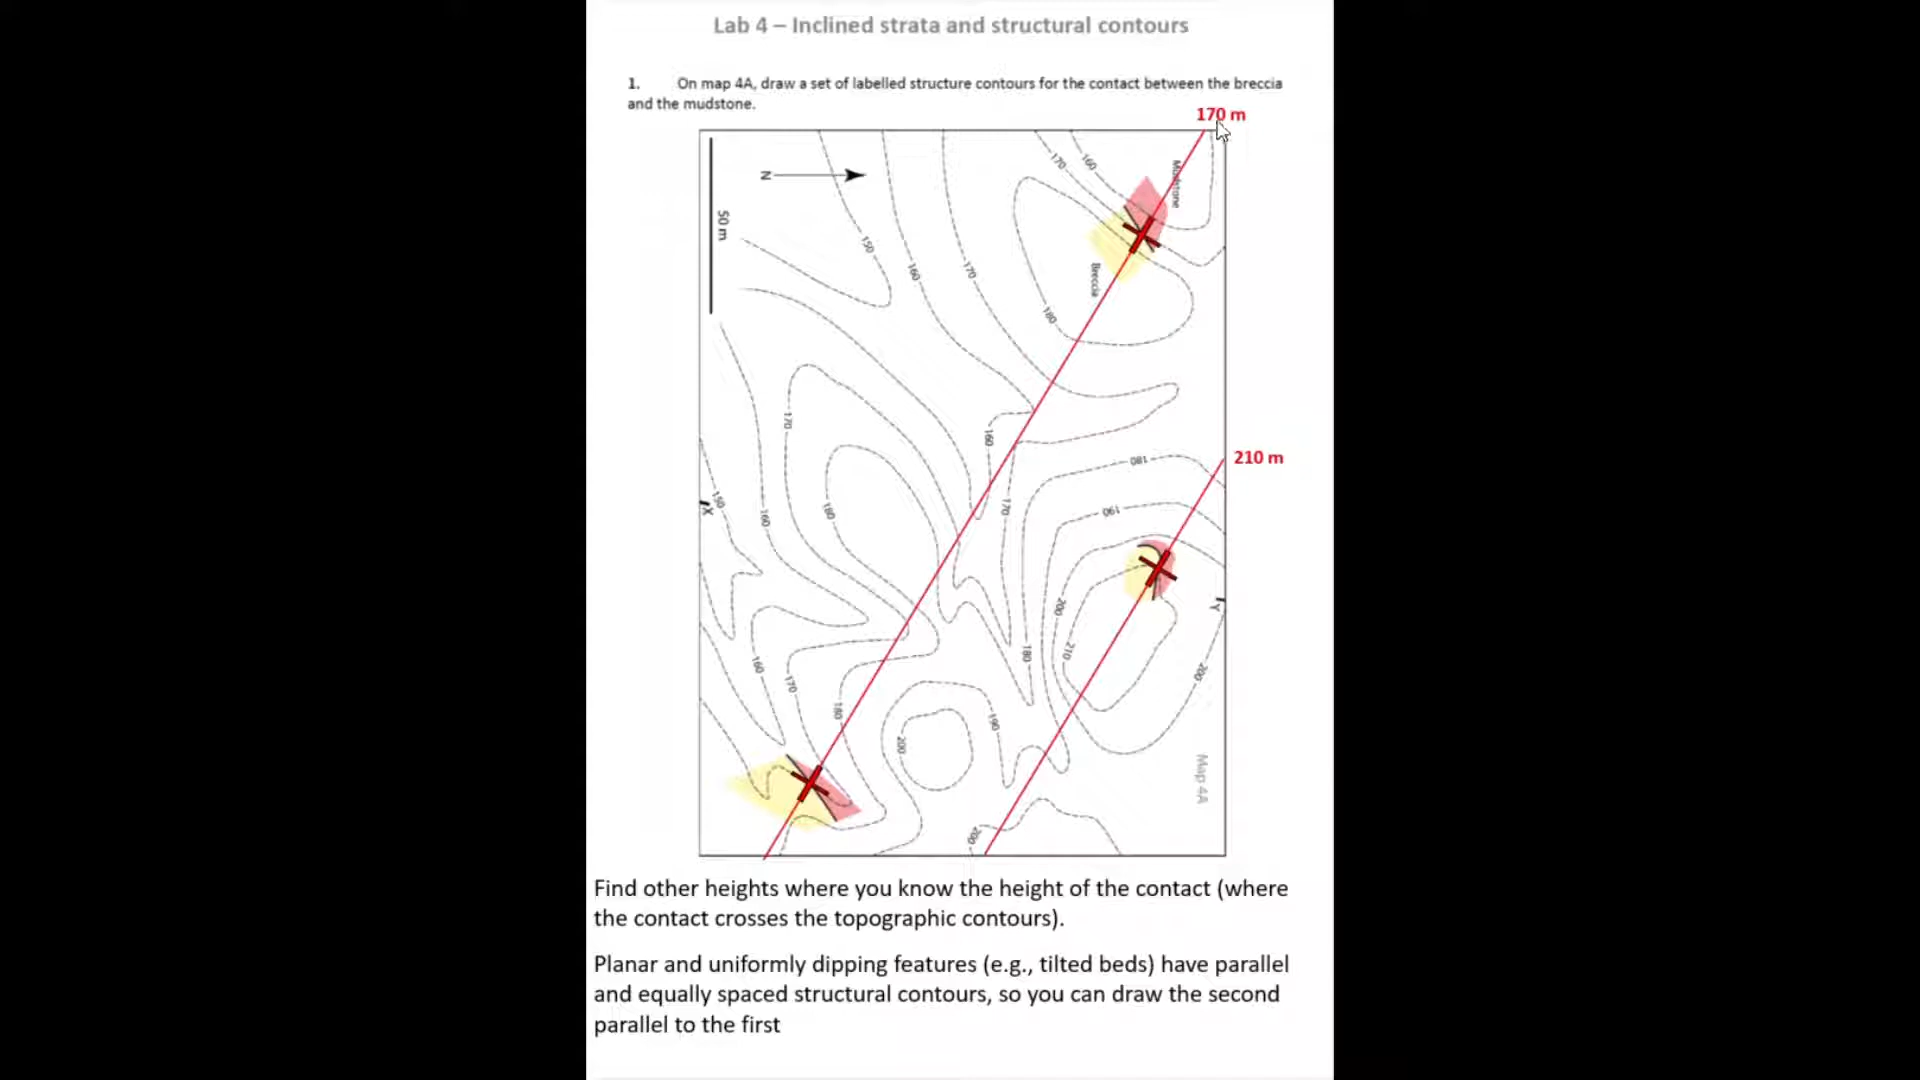 Lab 4 – Inclined strata and structural contours
1. On map 4A, draw a set of labelled structure contours for the contact between the breccia
and the mudstone.
170 m
N
50 m
150
160
170
170
160
Mudstone
Breccia
180
210 m
170
180
160
150
X
160
160
170
180
190
180
200
210
200
Y
180
160
170
180
200
190
200
Map 4A
Find other heights where you know the height of the contact (where
the contact crosses the topographic contours).
Planar and uniformly dipping features (e.g., tilted beds) have parallel
and equally spaced structural contours, so you can draw the second
parallel to the first